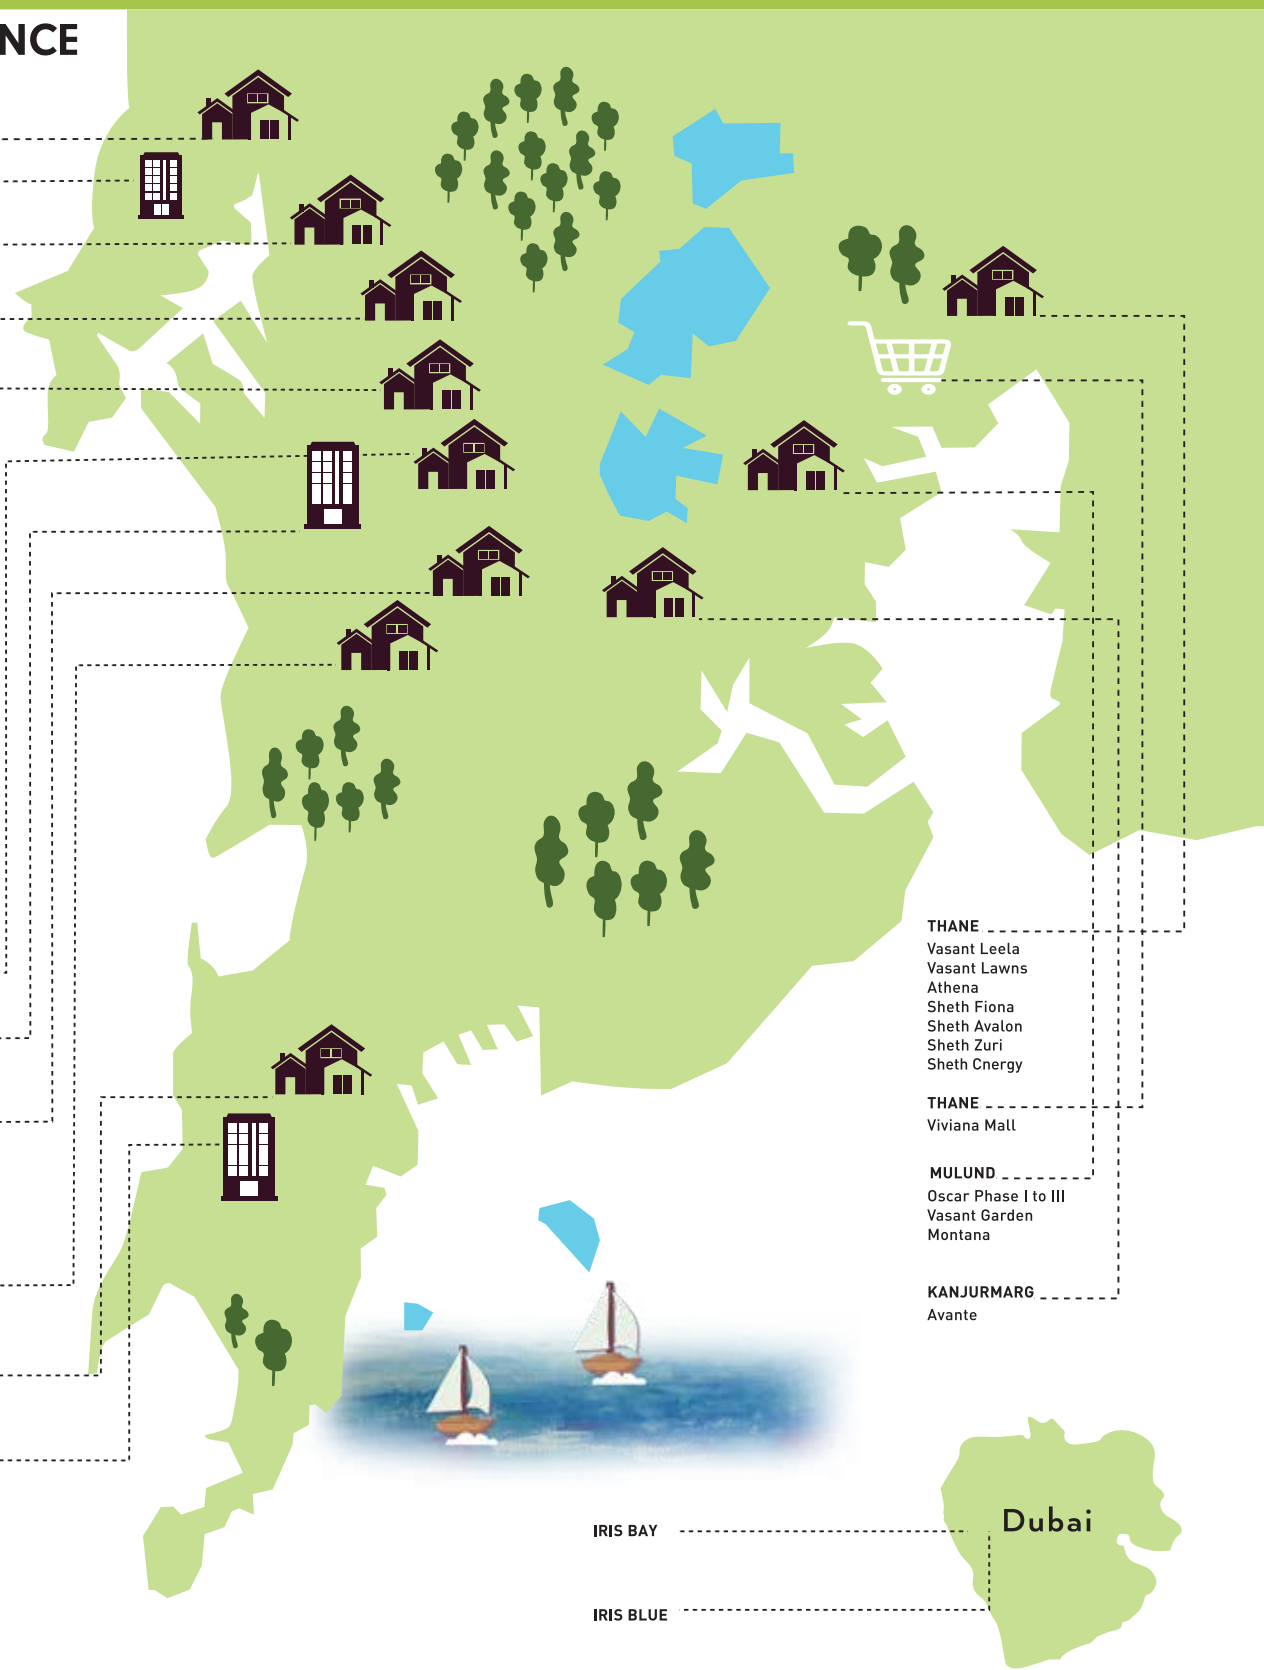 NCE
THANE
Vasant Leela
Vasant Lawns
Athena
Sheth Fiona
Sheth Avalon
Sheth Zuri
Sheth Cnergy
THANE
Viviana Mall
MULUND
Oscar Phase I to III
Vasant Garden
Montana
KANJURMARG
Avante
Dubai
IRIS BAY
IRIS BLUE